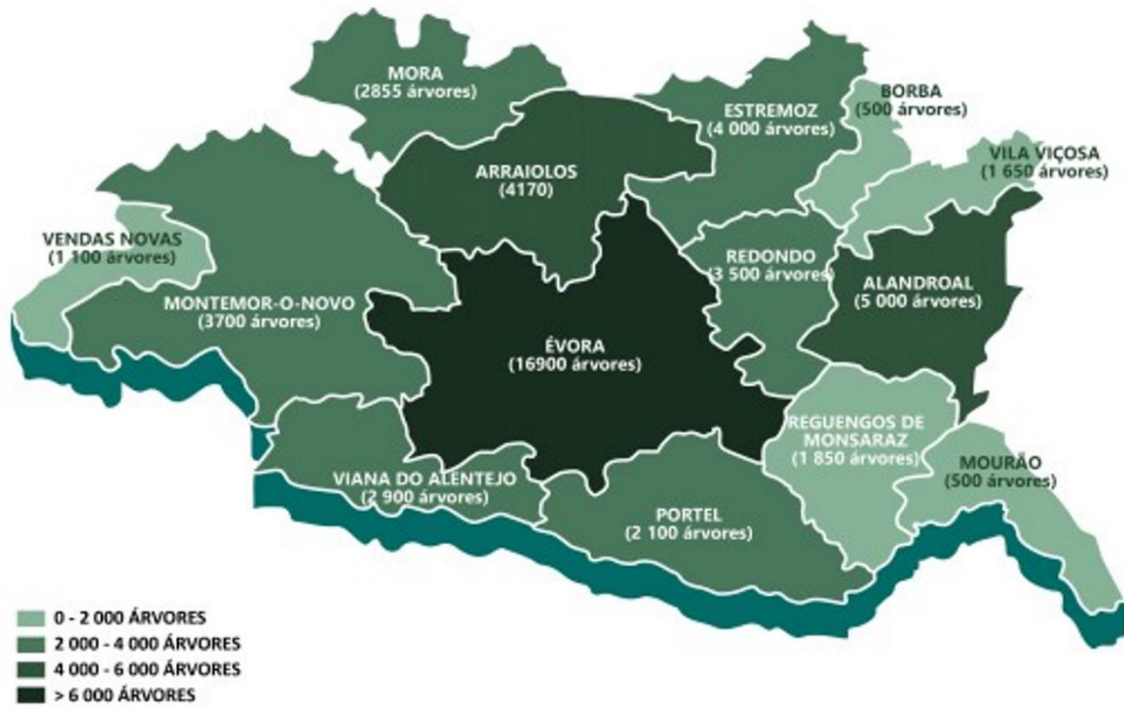 MORA
(2855 árvores)
ESTREMOZ
(4 000 árvores)
BORBA
(500 árvores)
ARRAIOLOS
(4170)
VILA VIÇOSA
(1 650 árvores)
VENDAS NOVAS
(1 100 árvores)
REDONDO
(3 500 árvores)
ALANDROAL
(5 000 árvores)
MONTEMOR-O-NOVO
(3700 árvores)
ÉVORA
(16900 árvores)
REGUENGOS DE
MONSARAZ
(1 850 árvores)
MOURÃO
(500 árvores)
VIANA DO ALENTEJO
(2 900 árvores)
PORTEL
(2 100 árvores)
0 - 2 000 ÁRVORES
2 000 - 4 000 ÁRVORES
4 000 - 6 000 ÁRVORES
> 6 000 ÁRVORES